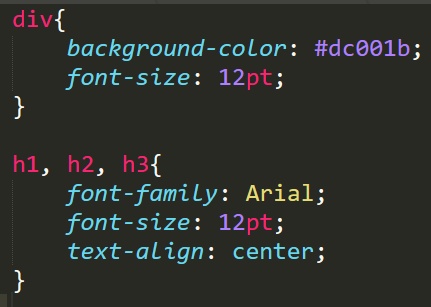 div{
    background-color: #dc001b;
    font-size: 12pt;
}

h1, h2, h3{
    font-family: Arial;
    font-size: 12pt;
    text-align: center;
}